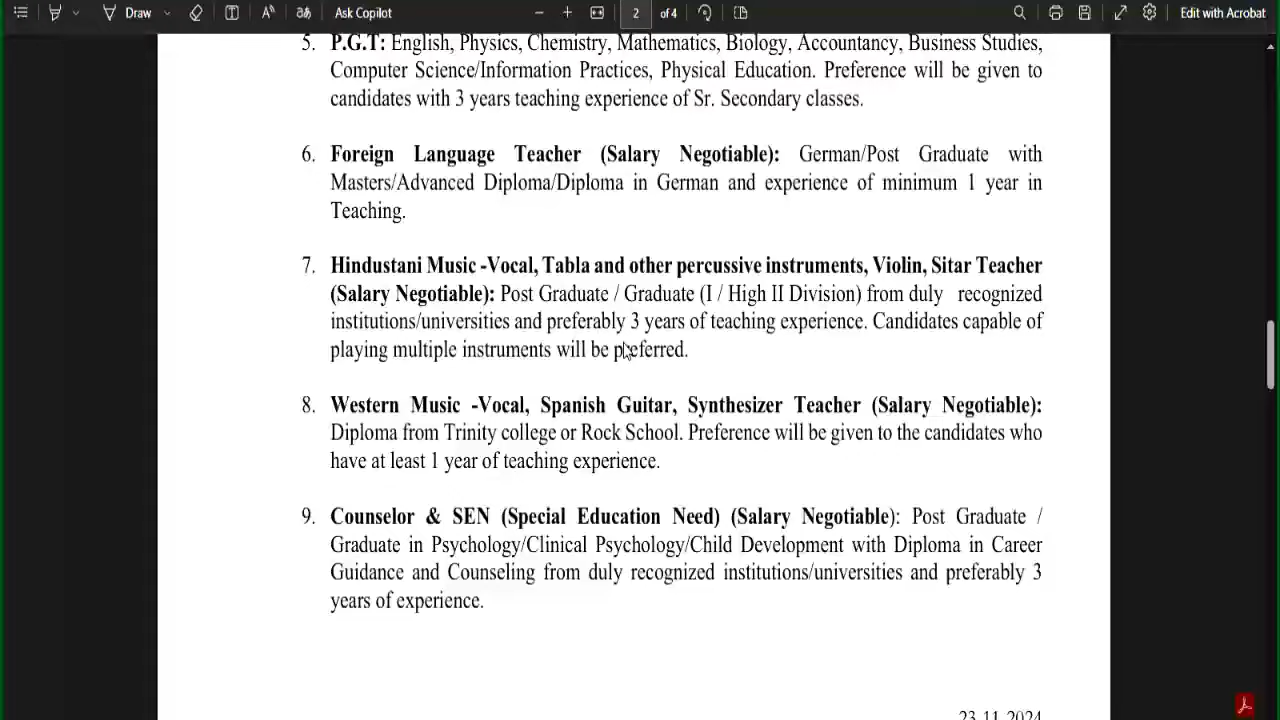 Draw
Ask Copilot
2 of 4
Edit with Acrobat
5. P.G.T: English, Physics, Chemistry, Mathematics, Biology, Accountancy, Business Studies,
Computer Science/Information Practices, Physical Education. Preference will be given to
candidates with 3 years teaching experience of Sr. Secondary classes.
6. Foreign Language Teacher (Salary Negotiable): German/Post Graduate with
Masters/Advanced Diploma/Diploma in German and experience of minimum 1 year in
Teaching.
7. Hindustani Music -Vocal, Tabla and other percussive instruments, Violin, Sitar Teacher
(Salary Negotiable): Post Graduate / Graduate (I / High II Division) from duly recognized
institutions/universities and preferably 3 years of teaching experience. Candidates capable of
playing multiple instruments will be preferred.
8. Western Music -Vocal, Spanish Guitar, Synthesizer Teacher (Salary Negotiable):
Diploma from Trinity college or Rock School. Preference will be given to the candidates who
have at least 1 year of teaching experience.
9. Counselor & SEN (Special Education Need) (Salary Negotiable): Post Graduate /
Graduate in Psychology/Clinical Psychology/Child Development with Diploma in Career
Guidance and Counseling from duly recognized institutions/universities and preferably 3
years of experience.
23.11.2024